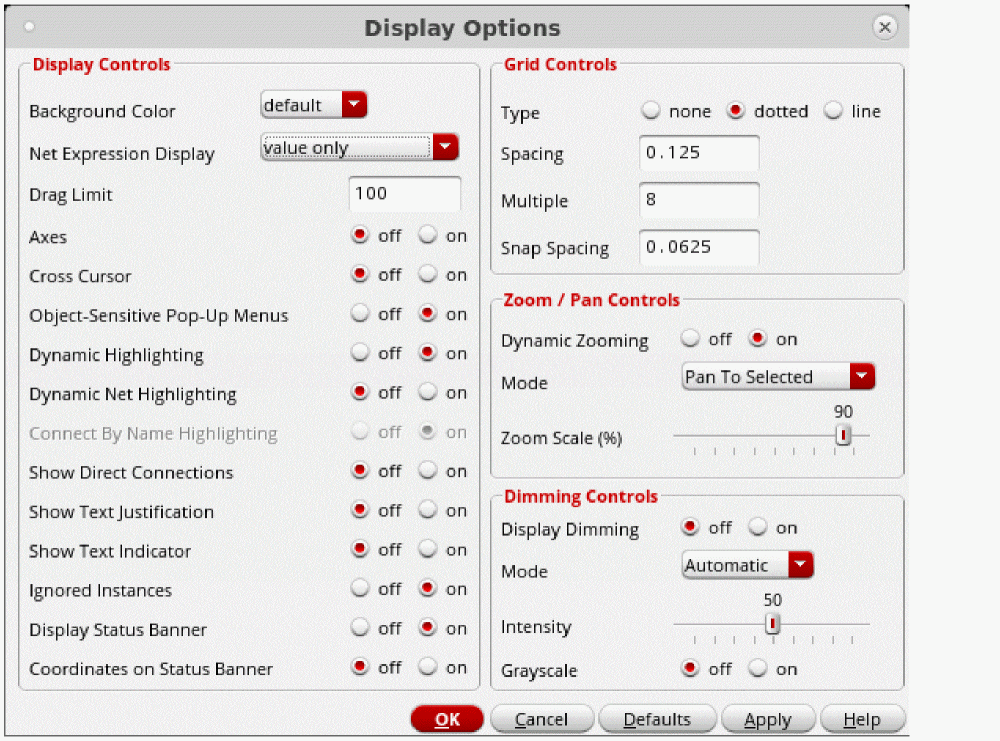 Display Options
Display Controls
Background Color default
Net Expression Display value only
Drag Limit 100
Axes off on
Cross Cursor off on
Object-Sensitive Pop-Up Menus off on
Dynamic Highlighting off on
Dynamic Net Highlighting off on
Connect By Name Highlighting off on
Show Direct Connections off on
Show Text Justification off on
Show Text Indicator off on
Ignored Instances off on
Display Status Banner off on
Coordinates on Status Banner off on
Grid Controls
Type none dotted line
Spacing 0.125
Multiple 8
Snap Spacing 0.0625
Zoom / Pan Controls
Dynamic Zooming off on
Mode Pan To Selected
90
Zoom Scale (%)
Dimming Controls
Display Dimming off on
Mode Automatic
50
Intensity
Grayscale off on
OK Cancel Defaults Apply Help